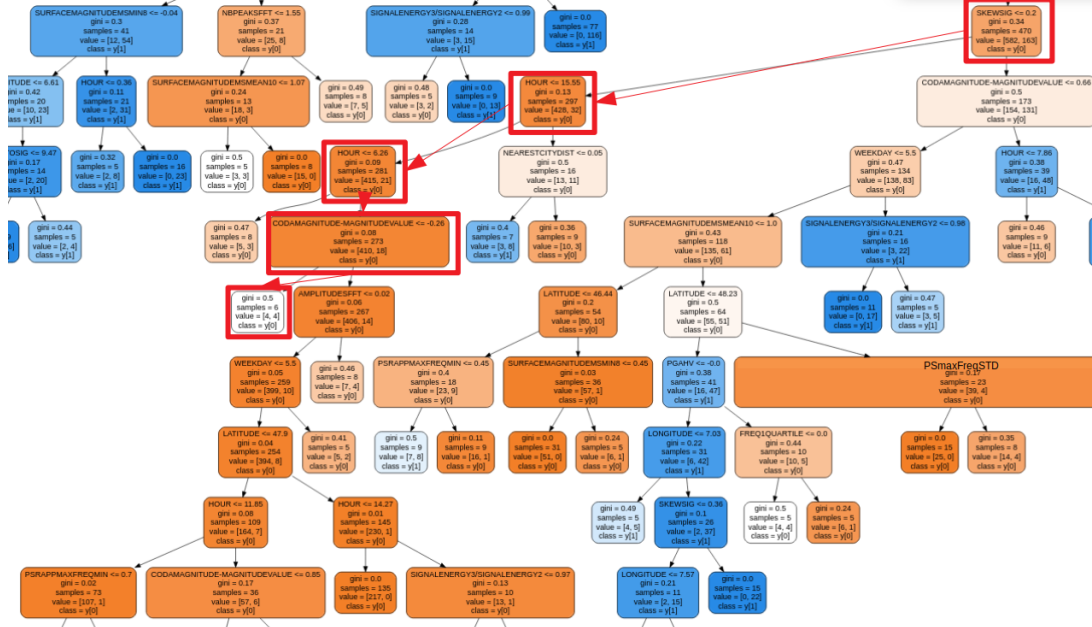 SURFACEMAGNITUDEMSMIN8 <= -0.04
gini = 0.3
samples = 41
value = [12, 54]
class = y[1]
NBPEAKSFFT <= 1.55
gini = 0.37
samples = 21
value = [25, 8]
class = y[0]
SIGNALENERGY3/SIGNALENERGY2 <= 0.99
gini = 0.28
samples = 14
value = [3, 15]
class = y[1]
gini = 0.0
samples = 77
value = [0, 116]
class = y[1]
SKEWSIG <= 0.2
gini = 0.34
samples = 470
value = [582, 163]
class = y[0]
ITUDE <= 6.61
gini = 0.42
mples = 20
= [10, 23]
lass = y[1]
HOUR <= 0.36
gini = 0.11
samples = 21
value = [2, 31]
class = y[1]
SURFACEMAGNITUDEMSMEAN10 <= 1.07
gini = 0.24
samples = 13
value = [18, 3]
class = y[0]
gini = 0.49
samples = 8
value = [7, 5]
class = y[0]
gini = 0.48
samples = 5
value = [3, 2]
class = y[0]
gini = 0.0
samples = 9
value = [0, 13]
class = y[1]
HOUR <= 15.55
gini = 0.13
samples = 297
value = [428, 32]
class = y[0]
CODAMAGNITUDE-MAGNITUDEVALUE <= 0.66
gini = 0.5
samples = 173
value = [154, 131]
class = y[0]
OSIG <= 9.47
ini = 0.17
ples = 14
= [2, 20]
ss = y[1]
gini = 0.32
samples = 5
value = [2, 8]
class = y[1]
gini = 0.0
samples = 16
value = [0, 23]
class = y[1]
gini = 0.5
samples = 5
value = [3, 3]
class = y[0]
gini = 0.0
samples = 8
value = [15, 0]
class = y[0]
HOUR <= 6.26
gini = 0.09
samples = 281
value = [415, 21]
class = y[0]
NEARESTCITYDIST <= 0.05
gini = 0.5
samples = 16
value = [13, 11]
class = y[0]
WEEKDAY <= 5.5
gini = 0.47
samples = 134
value = [138, 83]
class = y[0]
HOUR <= 7.86
gini = 0.38
samples = 39
value = [16, 48]
class = y[1]
gini = 0.44
samples = 5
value = [2, 4]
class = y[1]
gini = 0.47
samples = 8
value = [5, 3]
class = y[0]
CODAMAGNITUDE-MAGNITUDEVALUE <= -0.26
gini = 0.08
samples = 273
value = [410, 18]
class = y[0]
gini = 0.4
samples = 7
value = [3, 8]
class = y[1]
gini = 0.36
samples = 9
value = [10, 3]
class = y[0]
SURFACEMAGNITUDEMSMEAN10 <= 1.0
gini = 0.43
samples = 118
value = [135, 61]
class = y[0]
SIGNALENERGY3/SIGNALENERGY2 <= 0.98
gini = 0.21
samples = 16
value = [3, 22]
class = y[1]
gini = 0.46
samples = 9
value = [11, 6]
class = y[0]
gini = 0.5
samples = 6
value = [4, 4]
class = y[0]
AMPLITUDESFFT <= 0.02
gini = 0.06
samples = 267
value = [406, 14]
class = y[0]
LATITUDE <= 46.44
gini = 0.2
samples = 54
value = [80, 10]
class = y[0]
LATITUDE <= 48.23
gini = 0.5
samples = 64
value = [55, 51]
class = y[0]
gini = 0.0
samples = 11
value = [0, 17]
class = y[1]
gini = 0.47
samples = 5
value = [3, 5]
class = y[1]
WEEKDAY <= 5.5
gini = 0.05
samples = 259
value = [399, 10]
class = y[0]
gini = 0.46
samples = 8
value = [7, 4]
class = y[0]
PSRAPPMAXFREQMIN <= 0.45
gini = 0.4
samples = 18
value = [23, 9]
class = y[0]
SURFACEMAGNITUDEMSMIN8 <= 0.45
gini = 0.03
samples = 36
value = [57, 1]
class = y[0]
PGAHV <= -0.0
gini = 0.38
samples = 41
value = [16, 47]
class = y[1]
PSmaxFreqSTD
gini = 0.17
samples = 23
value = [39, 4]
class = y[0]
LATITUDE <= 47.9
gini = 0.04
samples = 254
value = [394, 8]
class = y[0]
gini = 0.41
samples = 5
value = [5, 2]
class = y[0]
gini = 0.5
samples = 9
value = [7, 8]
class = y[1]
gini = 0.11
samples = 9
value = [16, 1]
class = y[0]
gini = 0.0
samples = 31
value = [51, 0]
class = y[0]
gini = 0.24
samples = 5
value = [6, 1]
class = y[0]
LONGITUDE <= 7.03
gini = 0.22
samples = 31
value = [6, 42]
class = y[1]
FREQ1QUARTILE <= 0.0
gini = 0.44
samples = 10
value = [10, 5]
class = y[0]
gini = 0.0
samples = 15
value = [25, 0]
class = y[0]
gini = 0.35
samples = 8
value = [14, 4]
class = y[0]
HOUR <= 11.85
gini = 0.08
samples = 109
value = [164, 7]
class = y[0]
HOUR <= 14.27
gini = 0.01
samples = 145
value = [230, 1]
class = y[0]
gini = 0.49
samples = 5
value = [4, 5]
class = y[1]
SKEWSIG <= 0.36
gini = 0.1
samples = 26
value = [2, 37]
class = y[1]
gini = 0.5
samples = 5
value = [4, 4]
class = y[0]
gini = 0.24
samples = 5
value = [6, 1]
class = y[0]
PSRAPPMAXFREQMIN <= 0.7
gini = 0.02
samples = 73
value = [107, 1]
class = y[0]
CODAMAGNITUDE-MAGNITUDEVALUE <= 0.85
gini = 0.17
samples = 36
value = [57, 6]
class = y[0]
gini = 0.0
samples = 135
value = [217, 0]
class = y[0]
SIGNALENERGY3/SIGNALENERGY2 <= 0.97
gini = 0.13
samples = 10
value = [13, 1]
class = y[0]
LONGITUDE <= 7.57
gini = 0.21
samples = 11
value = [2, 15]
class = y[1]
gini = 0.0
samples = 15
value = [0, 22]
class = y[1]